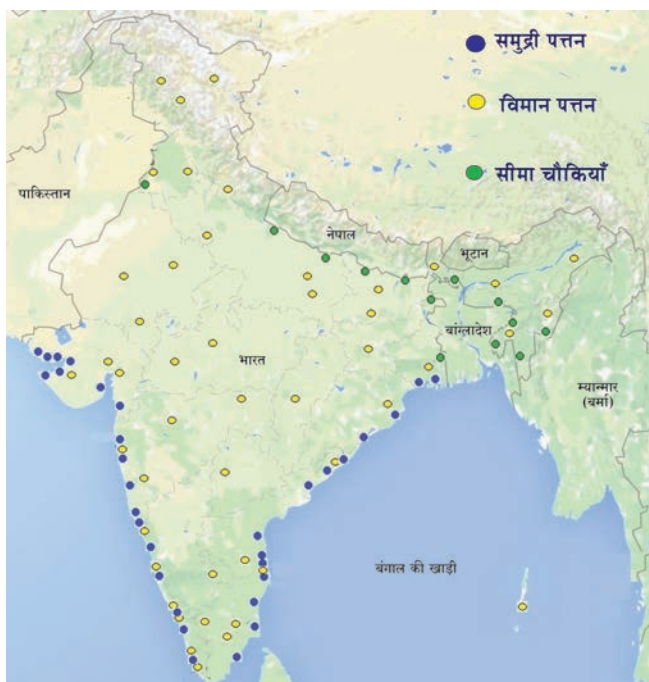 समुद्री पत्तन
विमान पत्तन
सीमा चौकियाँ
पाकिस्तान
नेपाल
भूटान
बांग्लादेश
भारत
म्यान्मार
(बर्मा)
बंगाल की खाड़ी